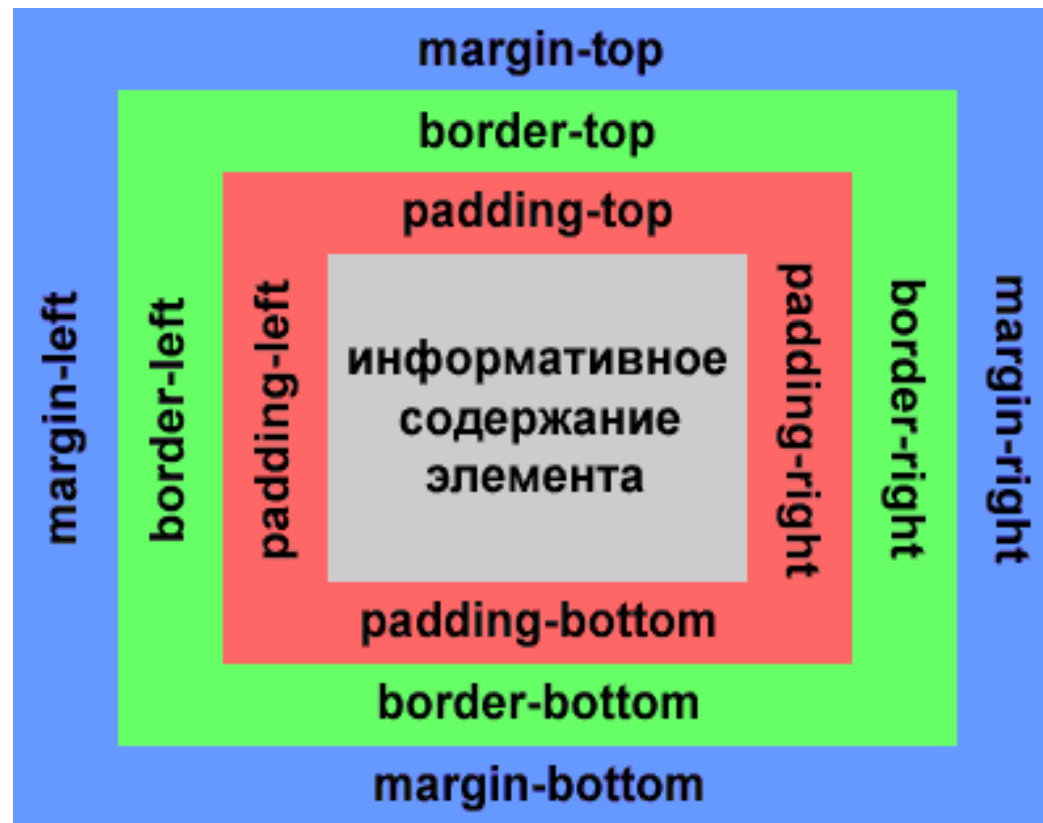 margin-top
border-top
padding-top
margin-left
border-left
padding-left
информативное
содержание
элемента
padding-right
border-right
margin-right
padding-bottom
border-bottom
margin-bottom